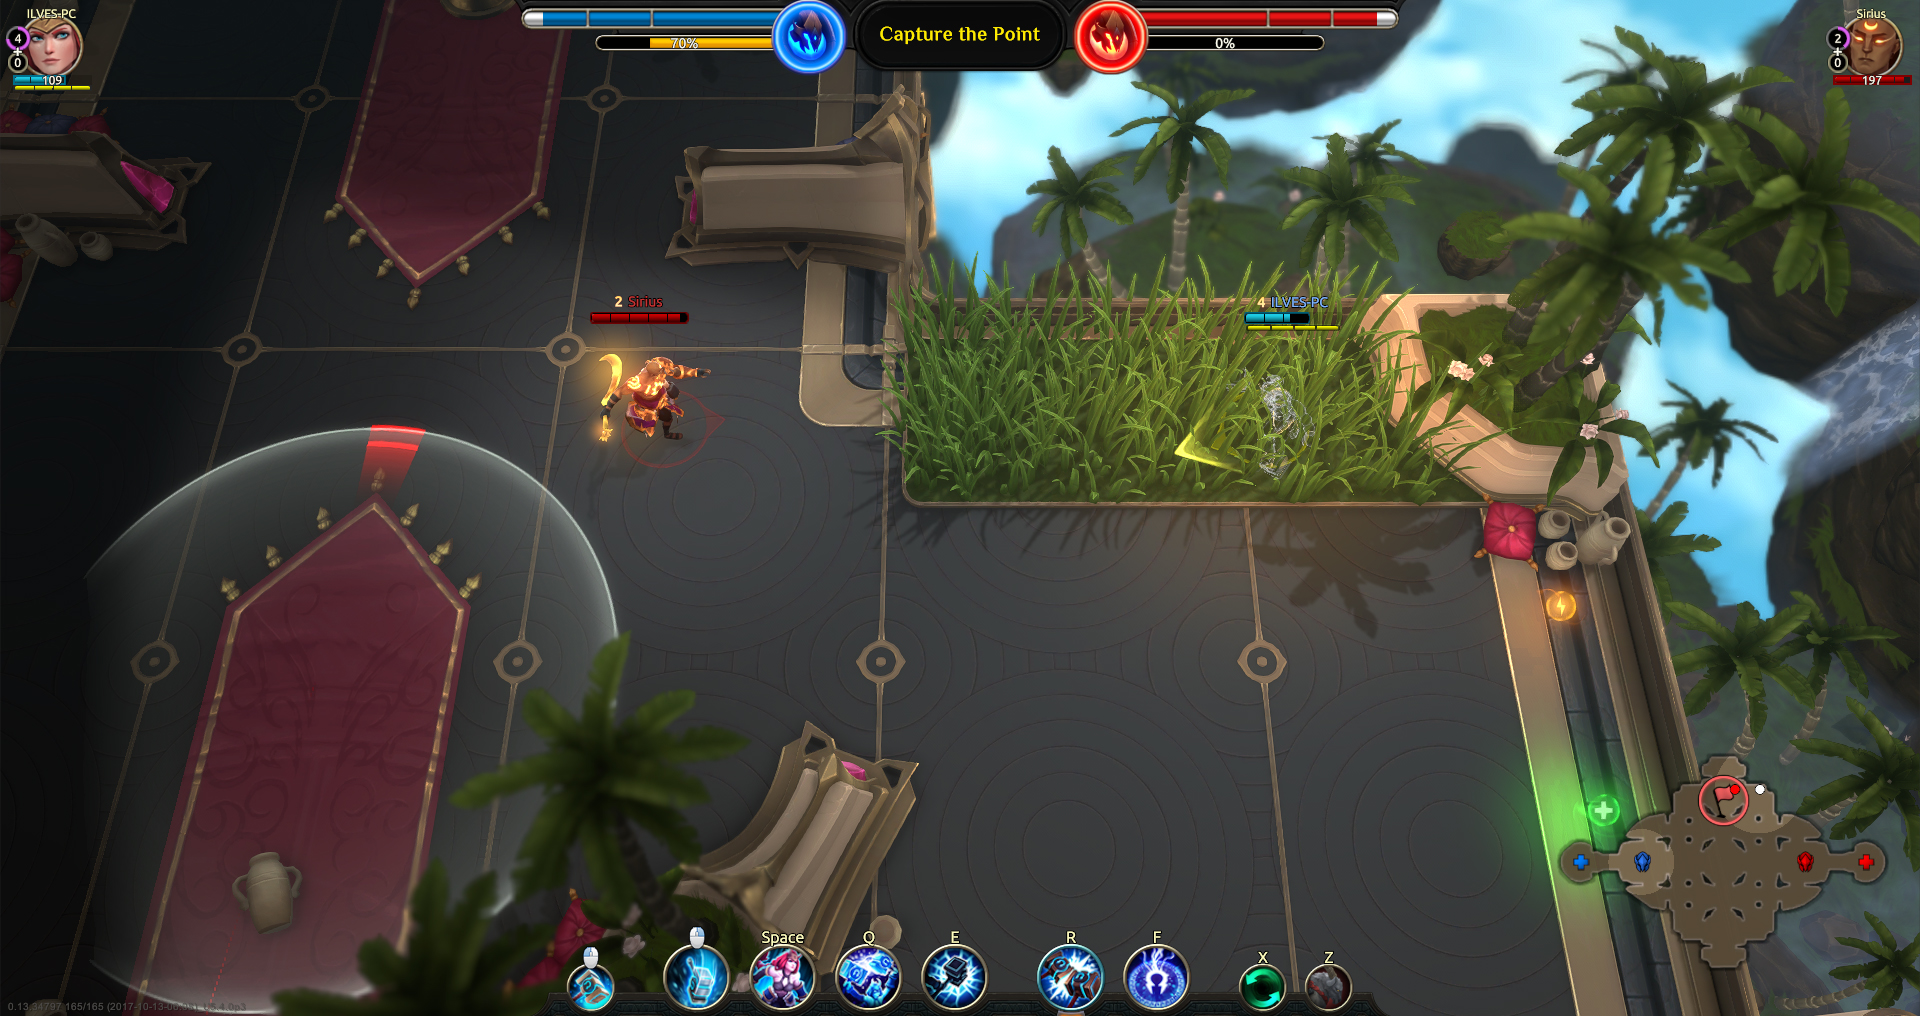 ILVES-PC
4
0
109
70%
Capture the Point
0%
Sirius
2
0
197
2 Sirius
4 ILVES-PC
Space
Q
E
R
F
X
Z